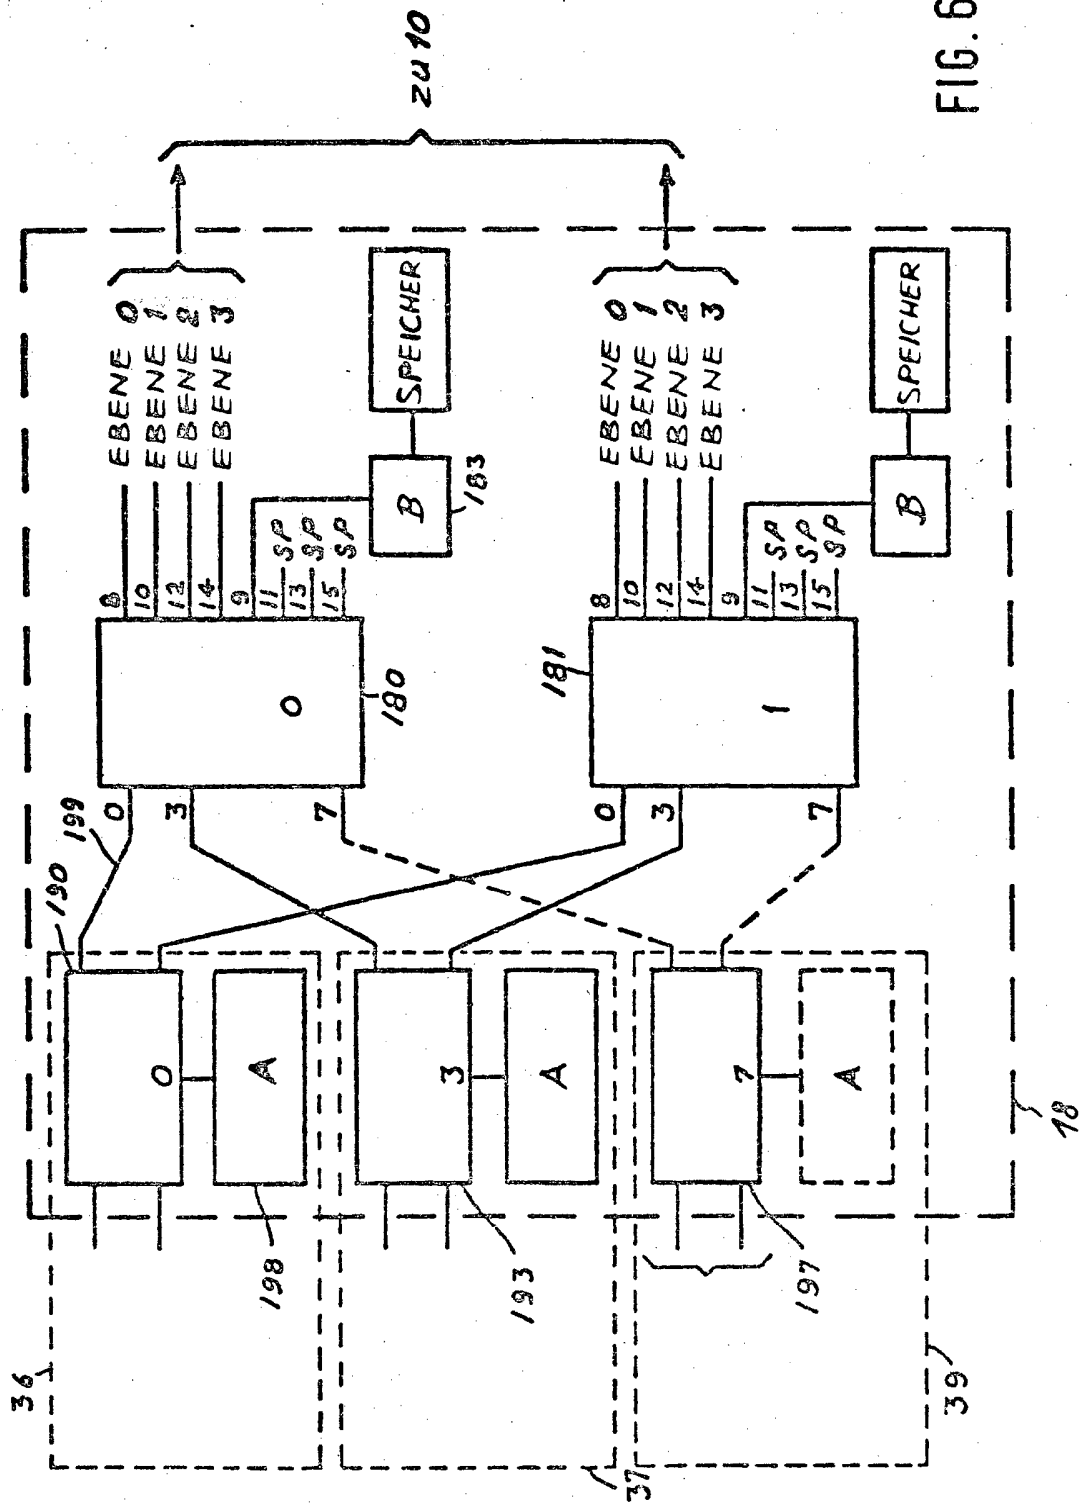 FIG. 6
zu 10
EBENE 0
EBENE 1
EBENE 2
EBENE 3
SPEICHER
B
183
8
10
12
14
9
11 SP
13 SP
15 SP
0
180
0
3
7
199
190
0
A
198
36
EBENE 0
EBENE 1
EBENE 2
EBENE 3
SPEICHER
B
8
10
12
14
9
11 SP
13 SP
15 SP
1
181
0
3
7
3
A
193
37
7
A
197
39
18